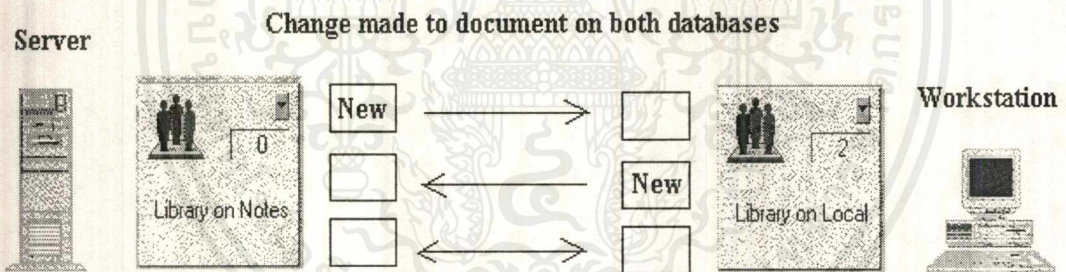 Change made to document on both databases
Server
New
0
Library on Notes
New
2
Library on Local
Workstation